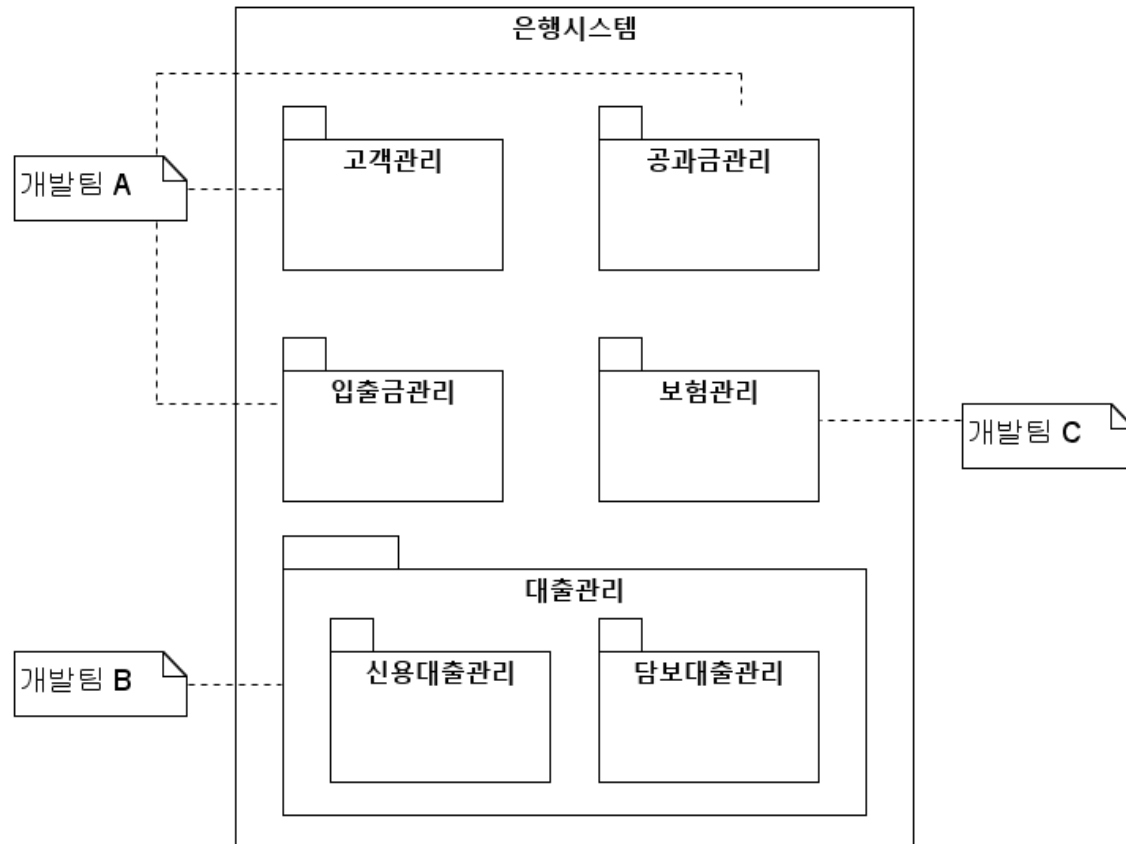 은행시스템
고객관리
공과금관리
개발팀 A
입출금관리
보험관리
개발팀 C
대출관리
개발팀 B
신용대출관리
담보대출관리